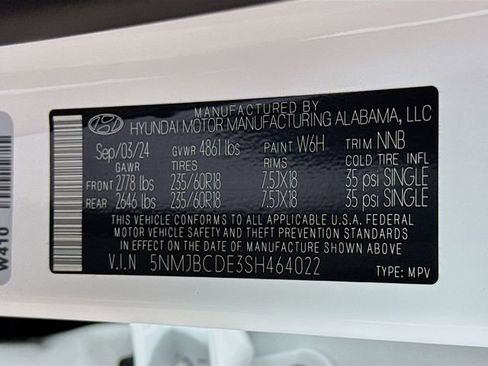 MANUFACTURED BY
HYUNDAI MOTOR MANUFACTURING ALABAMA, LLC
Sep/03/24 GVWR 4861 lbs PAINT W6H TRIM NNB
GAWR TIRES RIMS COLD TIRE INFL
FRONT 2778 lbs 235/60R18 7.5JX18 35 psi SINGLE
REAR 2646 lbs 235/60R18 7.5JX18 35 psi SINGLE
THIS VEHICLE CONFORMS TO ALL APPLICABLE U.S.A. FEDERAL
MOTOR VEHICLE SAFETY AND THEFT PREVENTION STANDARDS
IN EFFECT ON THE DATE OF MANUFACTURE SHOWN ABOVE.
V.I.N 5NMJBCDE3SH464022
TYPE: MPV
W410